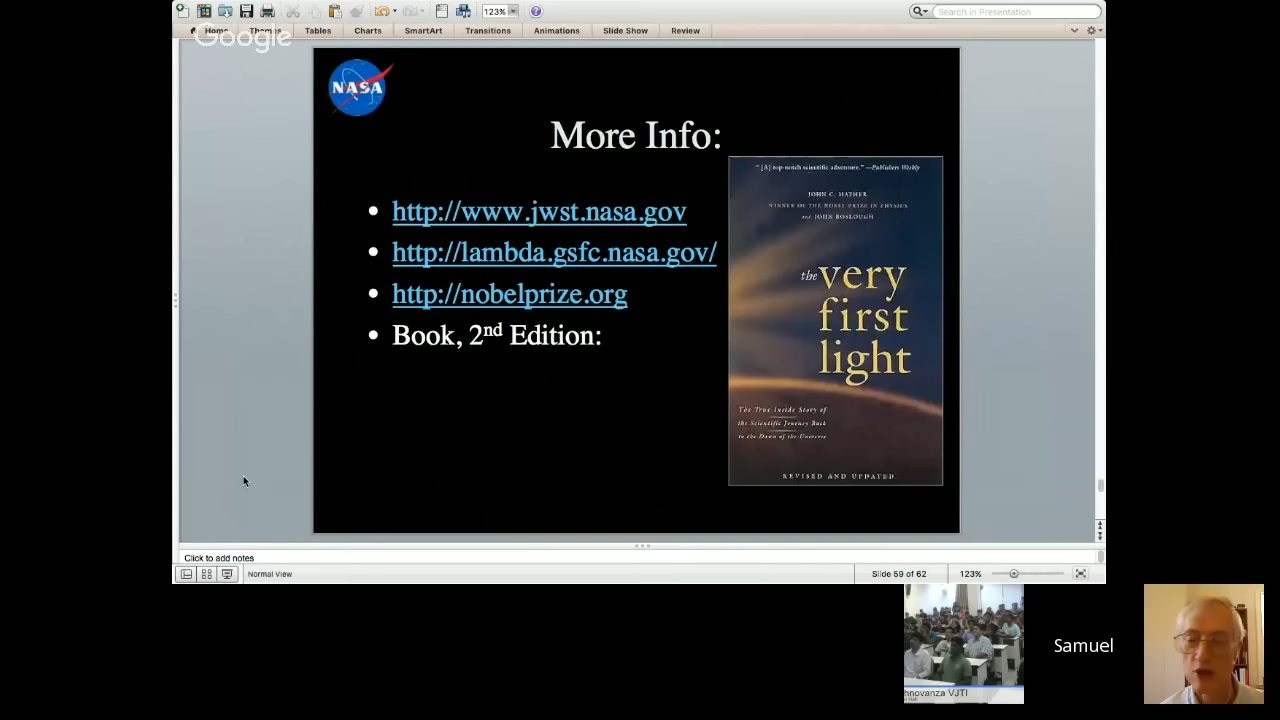 123%
Search in Presentation
Google
Home
Themes
Tables
Charts
SmartArt
Transitions
Animations
Slide Show
Review
NASA
More Info:
• http://www.jwst.nasa.gov
• http://lambda.gsfc.nasa.gov/
• http://nobelprize.org
• Book, 2nd Edition:
"[A] top-notch scientific adventure." —Publishers Weekly
JOHN C. MATHER
WINNER OF THE NOBEL PRIZE IN PHYSICS
and JOHN BOSLOUGH
the very
first
light
The True Inside Story of
the Scientific Journey Back
to the Dawn of the Universe
REVISED AND UPDATED
Click to add notes
Normal View
Slide 59 of 62
123%
Samuel
hnovanza VJTI